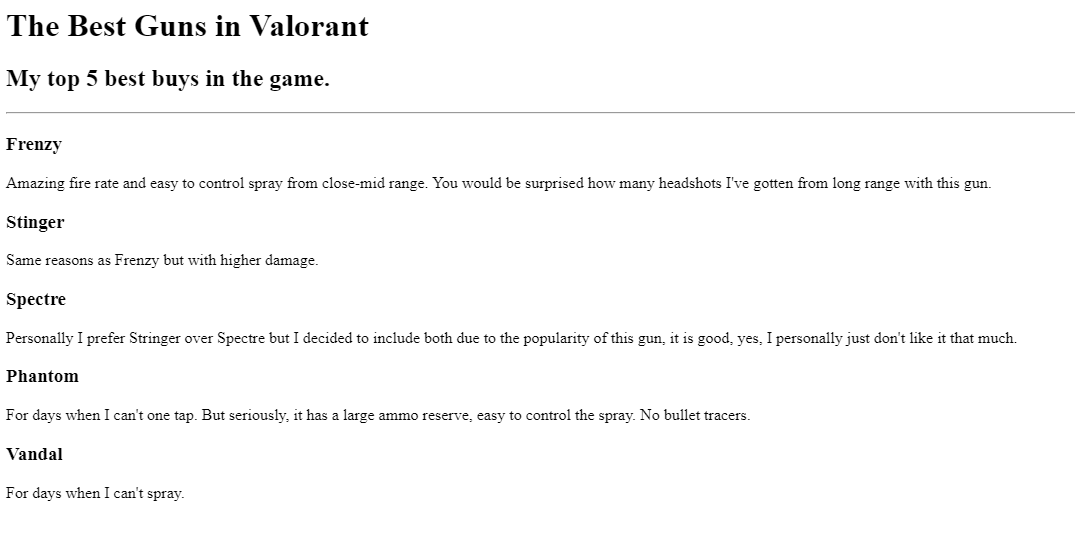 The Best Guns in Valorant
My top 5 best buys in the game.
Frenzy
Amazing fire rate and easy to control spray from close-mid range. You would be surprised how many headshots I've gotten from long range with this gun.
Stinger
Same reasons as Frenzy but with higher damage.
Spectre
Personally I prefer Stringer over Spectre but I decided to include both due to the popularity of this gun, it is good, yes, I personally just don't like it that much.
Phantom
For days when I can't one tap. But seriously, it has a large ammo reserve, easy to control the spray. No bullet tracers.
Vandal
For days when I can't spray.